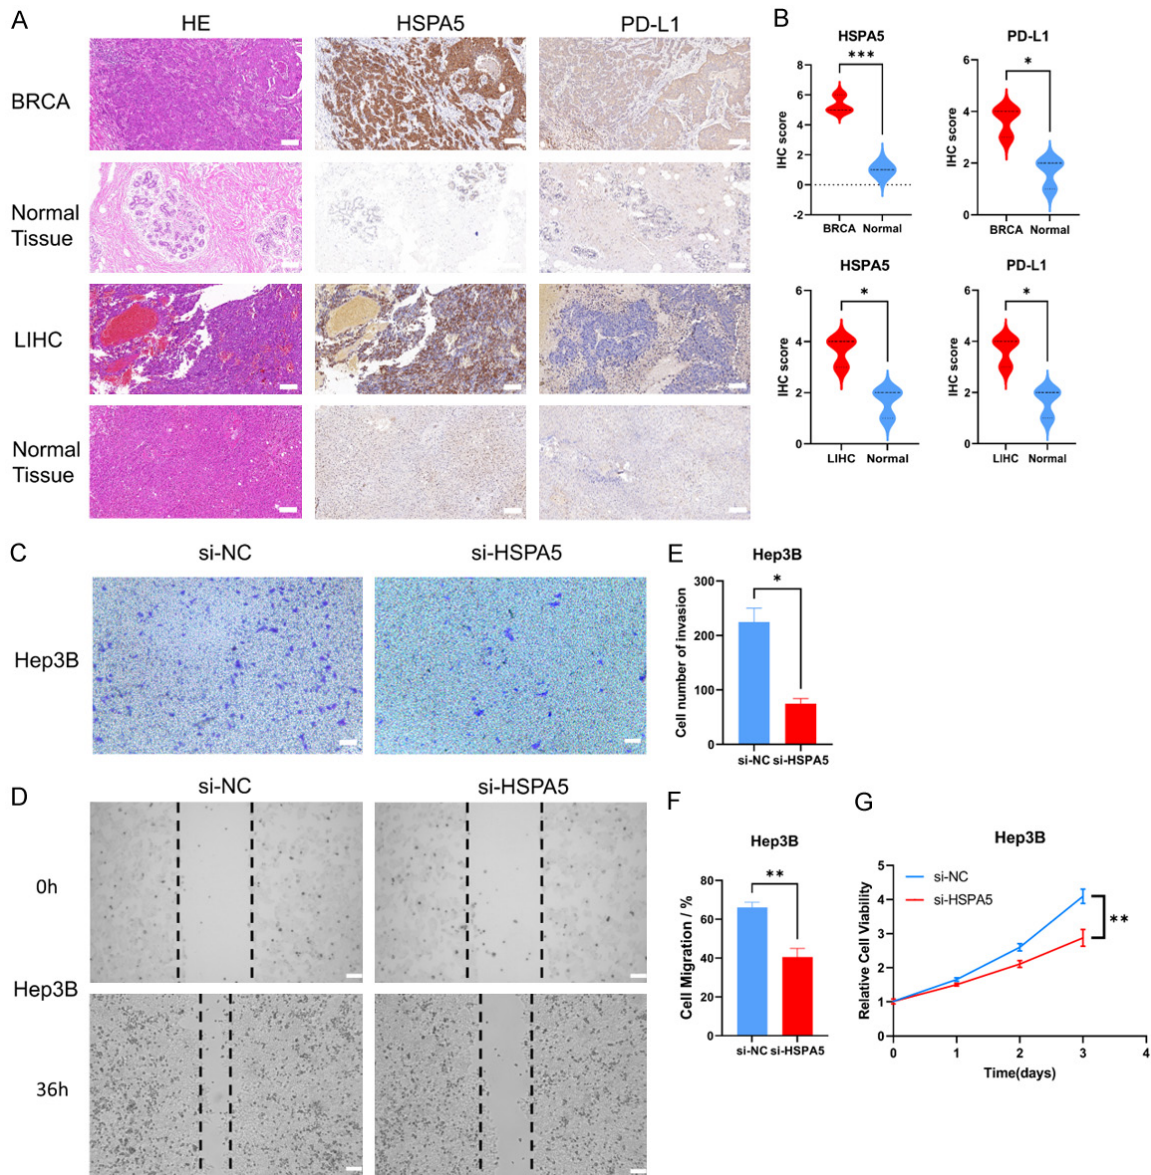 A
HE
HSPA5
PD-L1
BRCA
Normal
Tissue
LIHC
Normal
Tissue
B
HSPA5
***
IHC score
8
6
4
2
0
-2
BRCA
Normal
PD-L1
*
IHC score
6
4
2
0
BRCA
Normal
HSPA5
*
IHC score
6
4
2
0
LIHC
Normal
PD-L1
*
IHC score
6
4
2
0
LIHC
Normal
C
si-NC
si-HSPA5
Hep3B
E
Hep3B
*
Cell number of invasion
300
200
100
0
si-NC
si-HSPA5
D
si-NC
si-HSPA5
0h
Hep3B
36h
F
Hep3B
**
Cell Migration / %
80
60
40
20
0
si-NC
si-HSPA5
G
Hep3B
si-NC
si-HSPA5
**
Relative Cell Viability
5
4
3
2
1
0
0
1
2
3
4
Time(days)